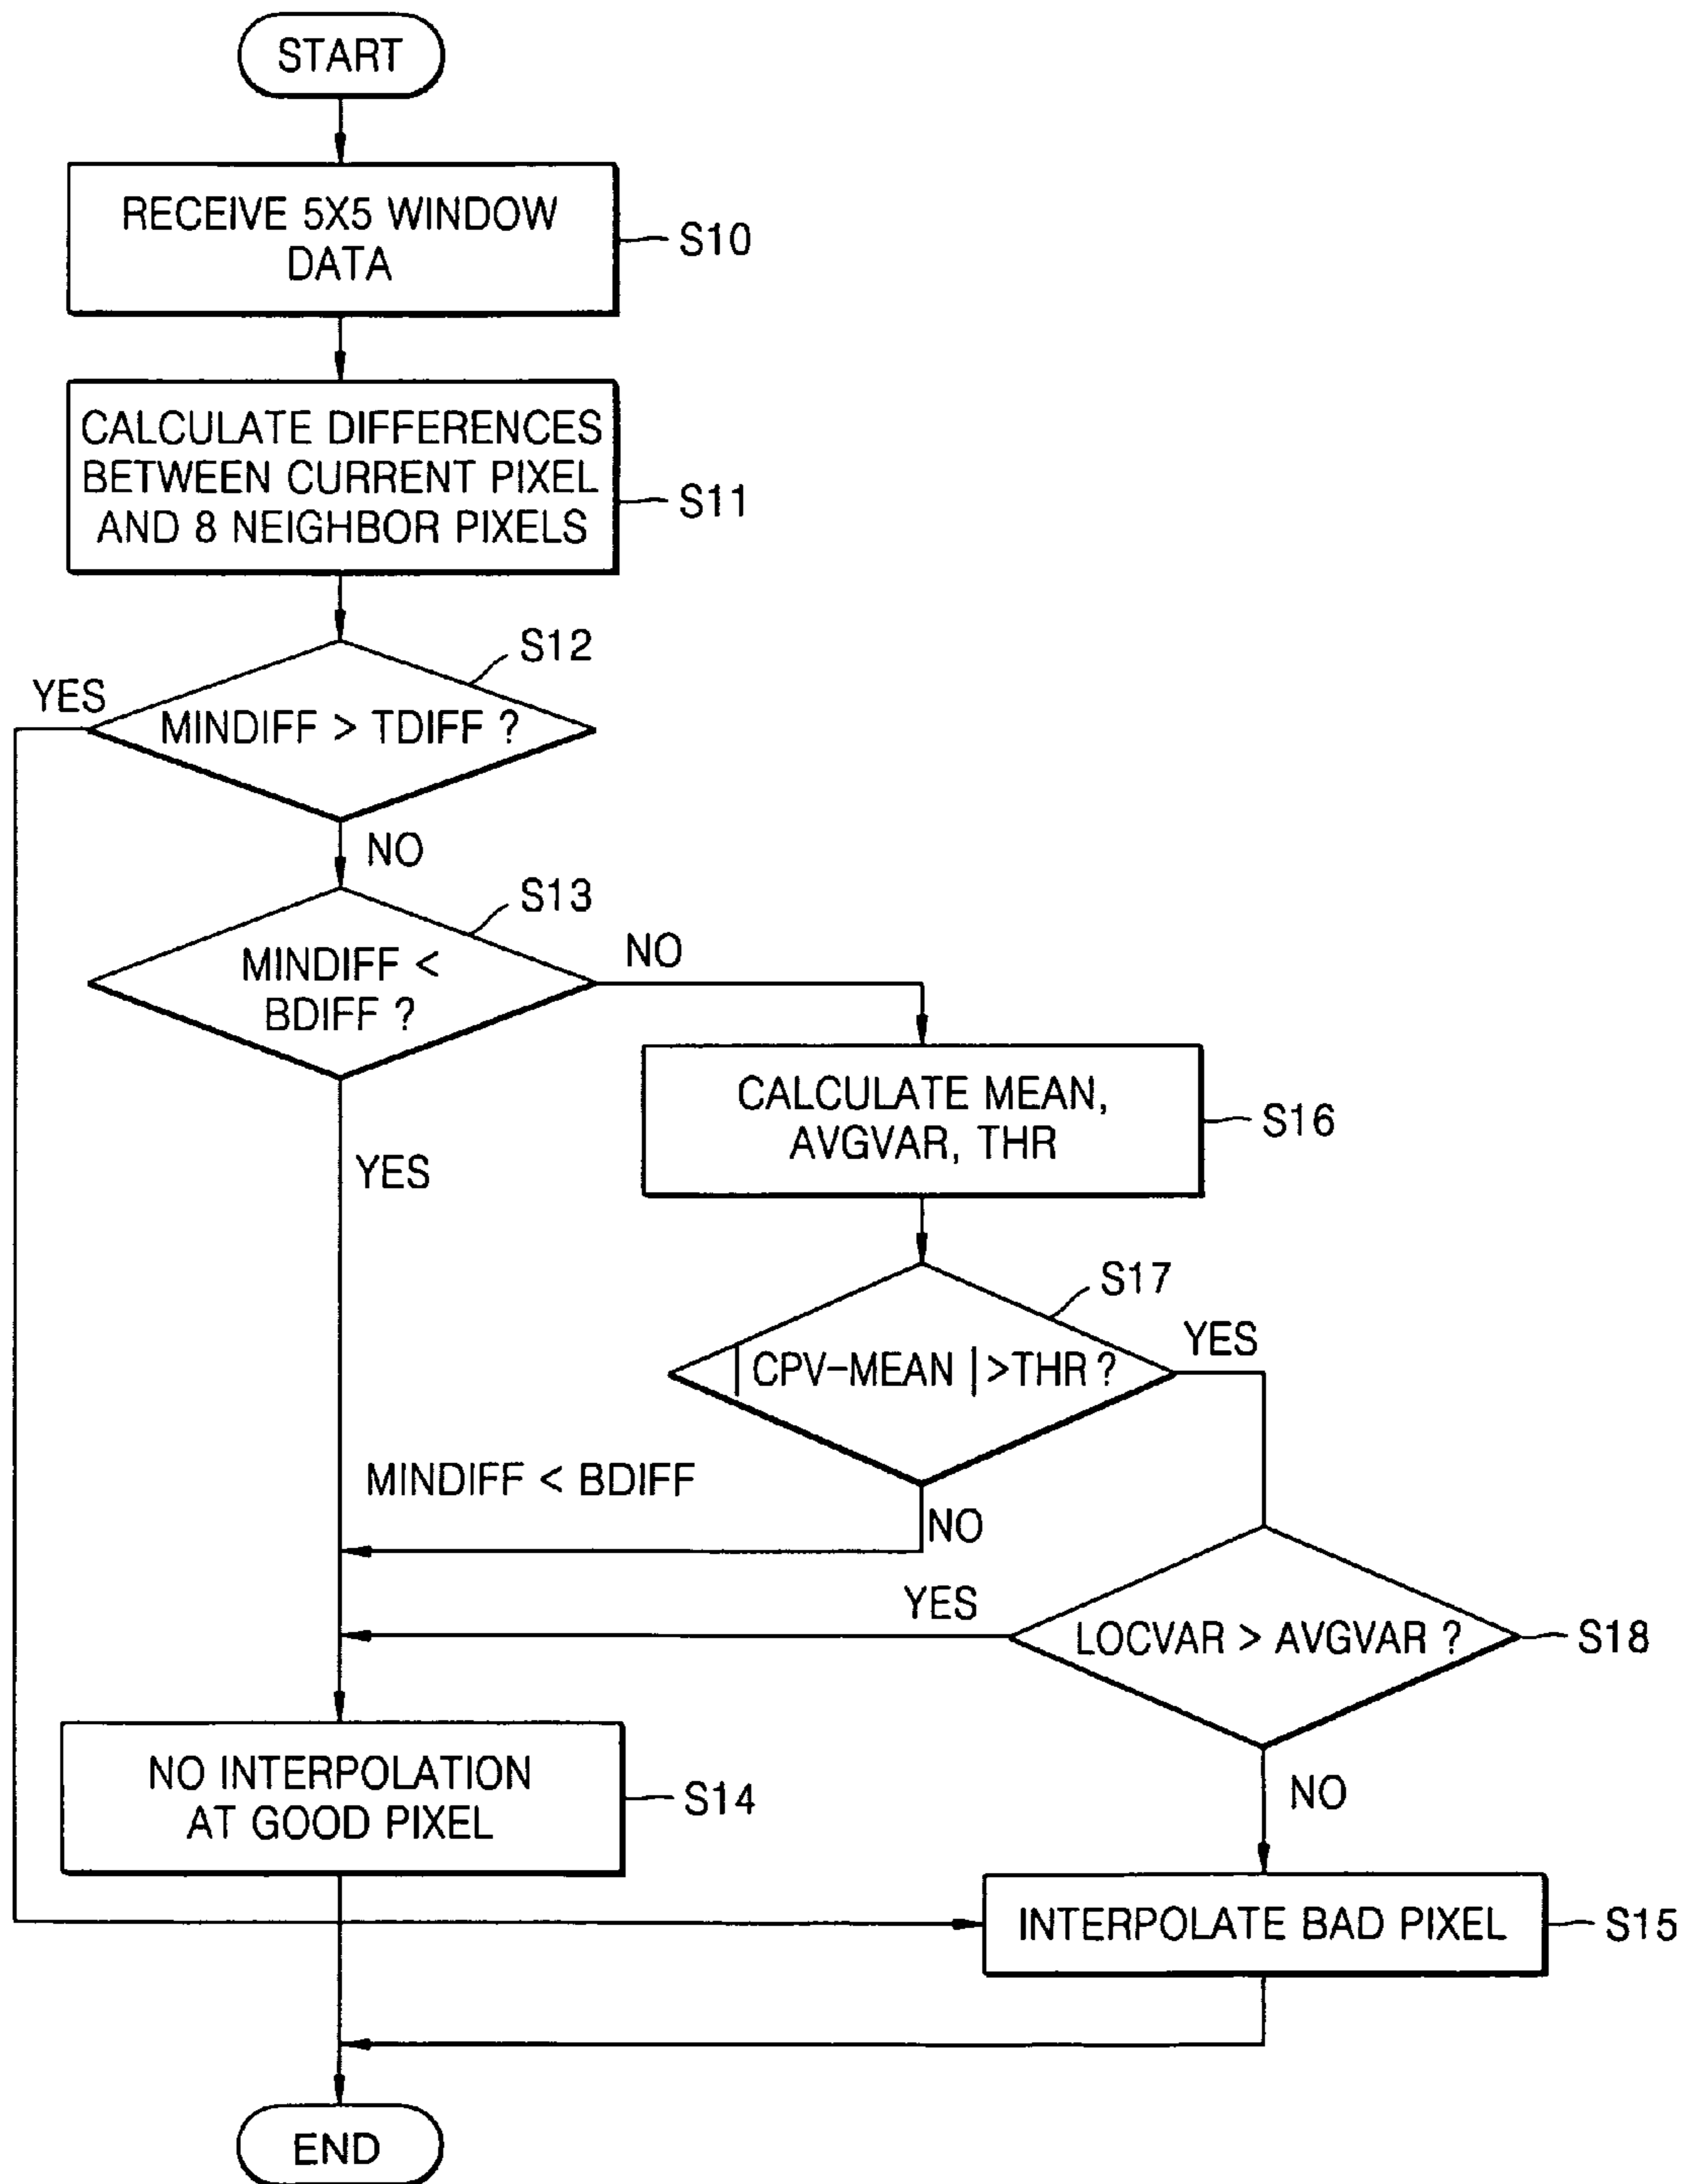 START
RECEIVE 5X5 WINDOW
DATA
S10
CALCULATE DIFFERENCES
BETWEEN CURRENT PIXEL
AND 8 NEIGHBOR PIXELS
S11
S12
YES
MINDIFF > TDIFF ?
NO
S13
MINDIFF <
BDIFF ?
NO
YES
CALCULATE MEAN,
AVGVAR, THR
S16
S17
|CPV-MEAN|>THR ?
YES
MINDIFF < BDIFF
NO
YES
LOCVAR > AVGVAR ?
S18
NO
NO INTERPOLATION
AT GOOD PIXEL
S14
INTERPOLATE BAD PIXEL
S15
END